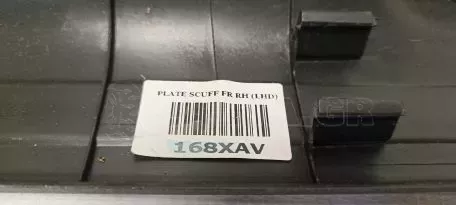 PLATE SCUFF FR RH (LHD)
168XAV